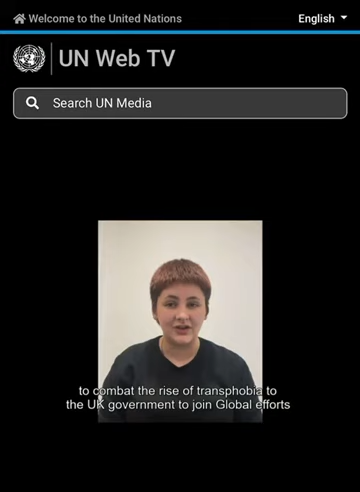 Welcome to the United Nations
English
UN Web TV
Search UN Media
to combat the rise of transphobia to
the UK government to join Global efforts